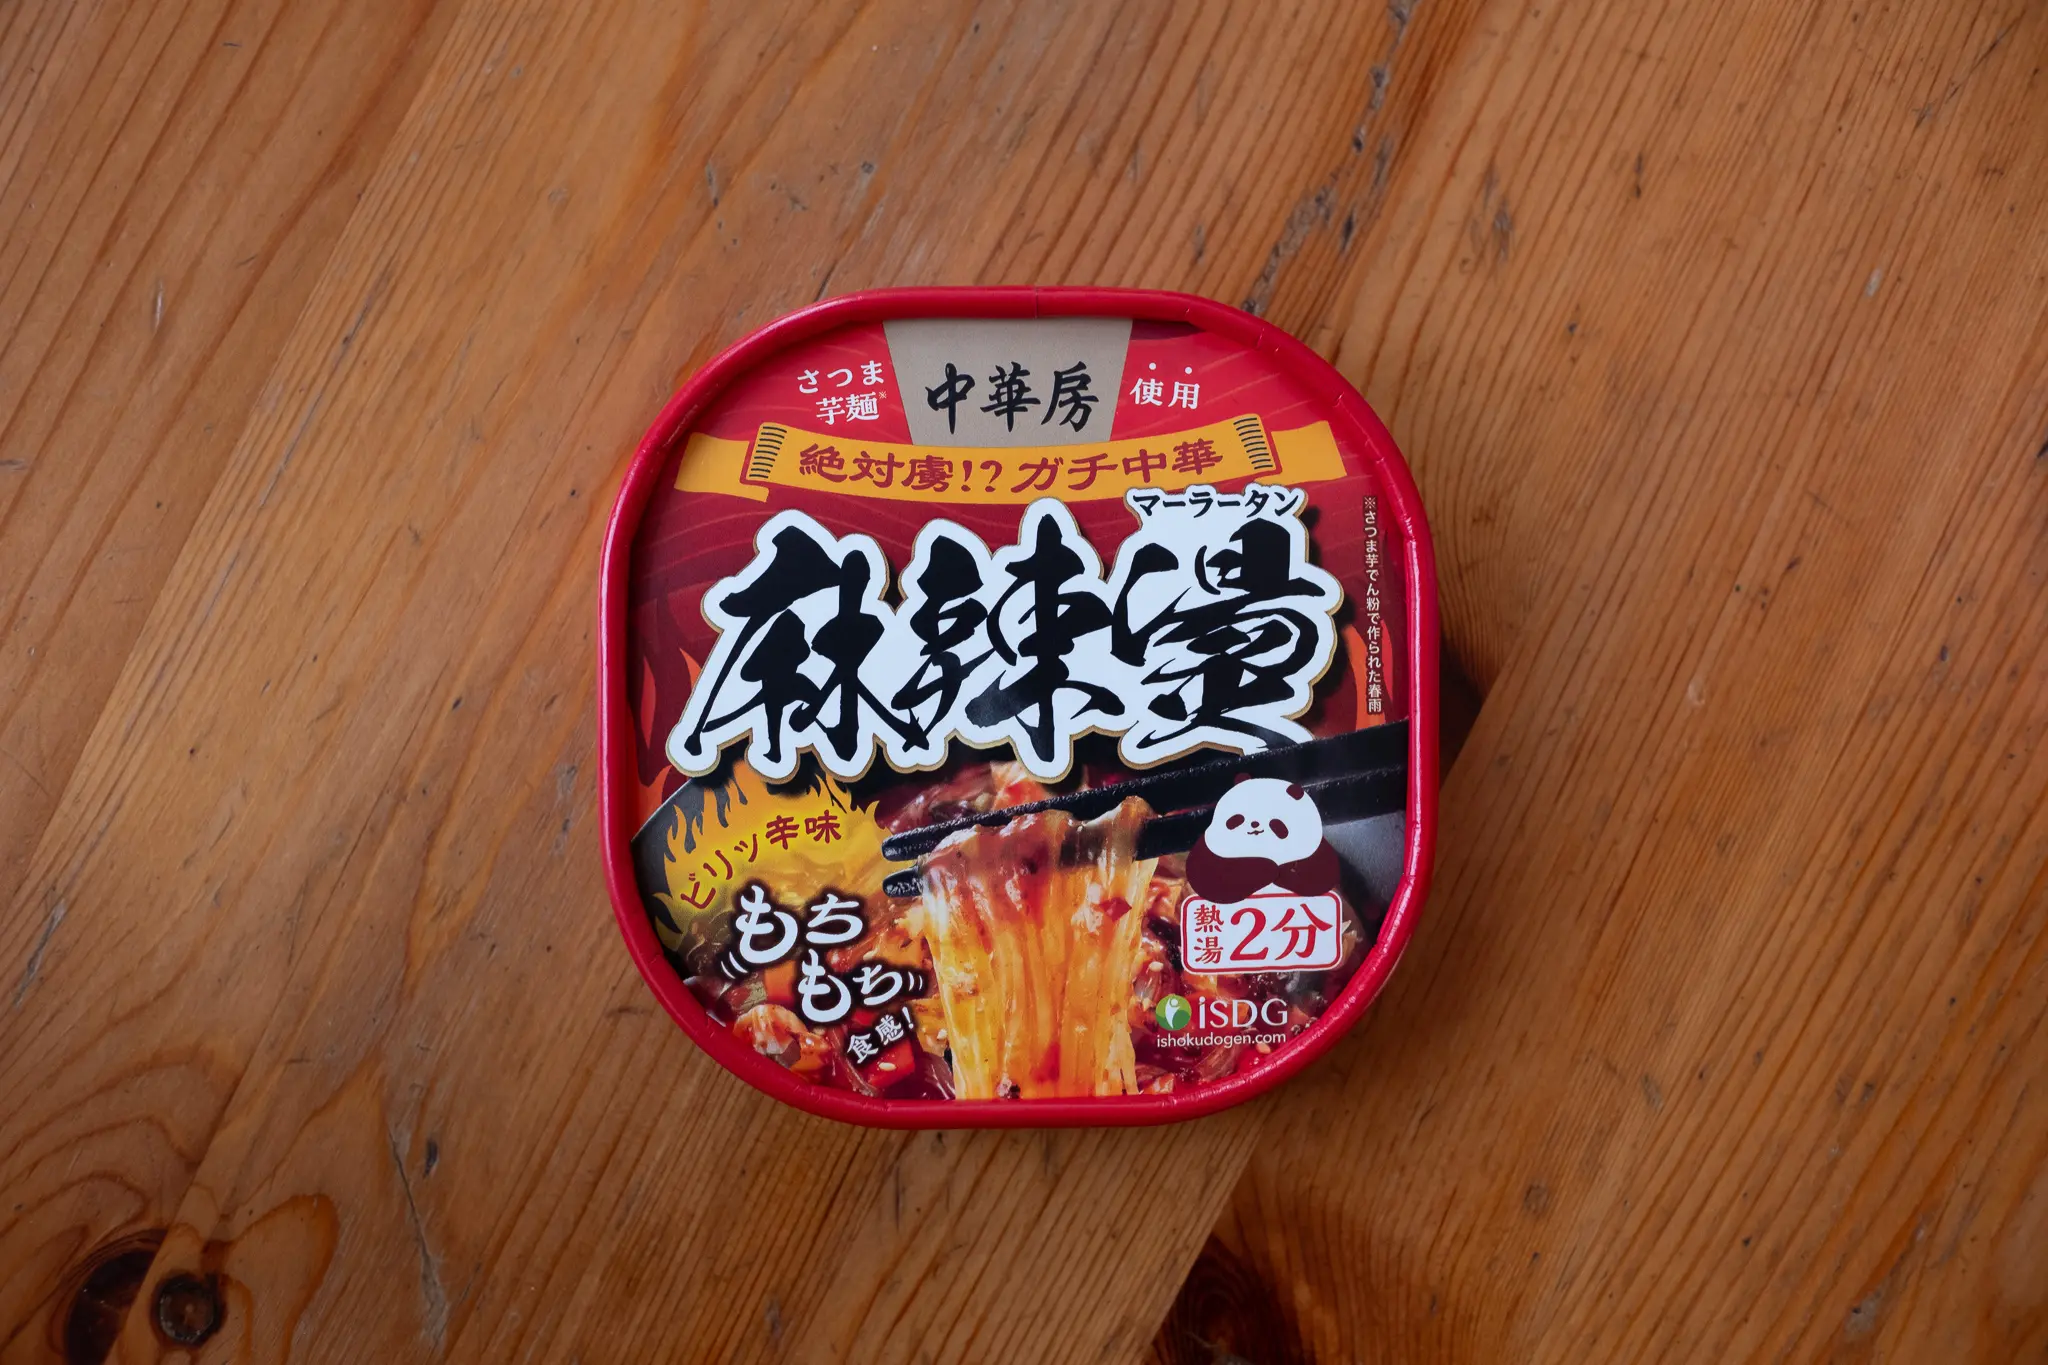 さつま
芋麺※
中華房
使用
絶対虜!?ガチ中華
マーラータン
麻辣湯
※さつま芋でん粉で作られた春雨
ピリッ辛味
もち
もち
食感!
熱湯2分
iSDG
ishokudogen.com